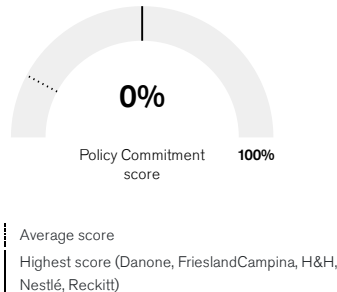 0%
Policy Commitment
score
100%
Average score
Highest score (Danone, FrieslandCampina, H&H,
Nestlé, Reckitt)